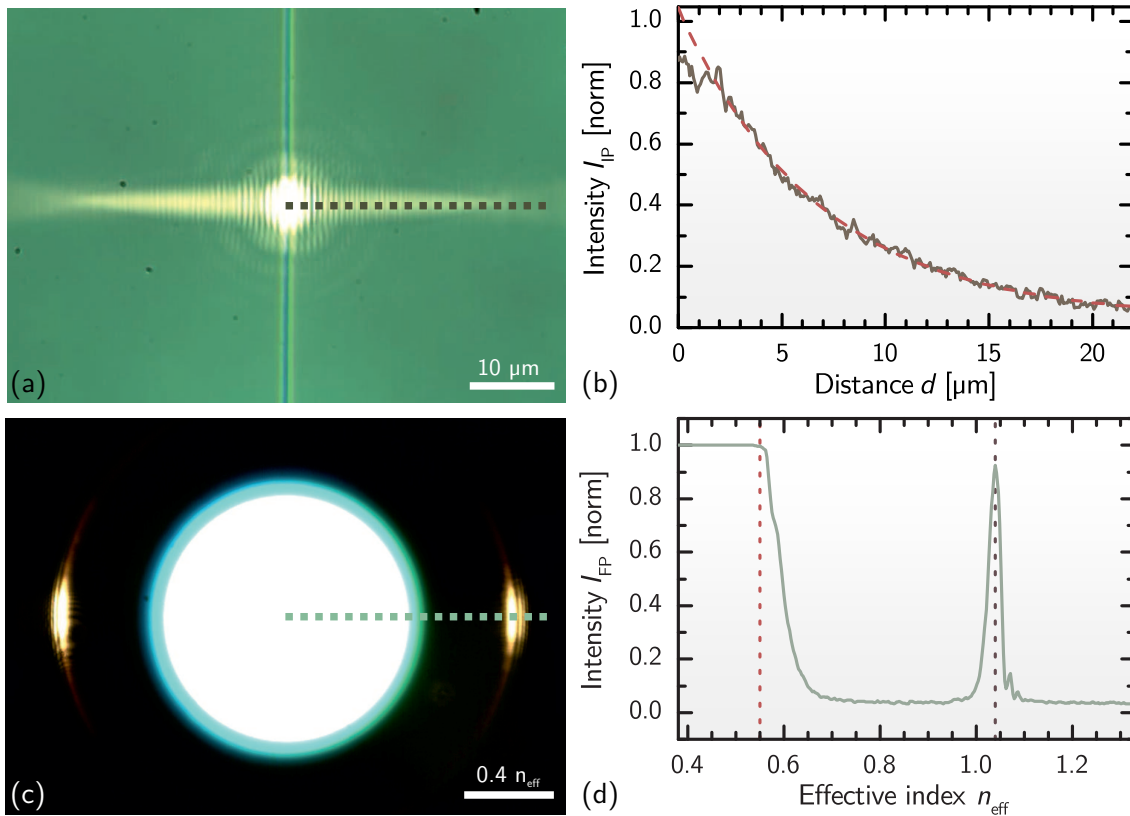 (a)
10 μm
Intensity I_IP [norm]
1.0
0.8
0.6
0.4
0.2
0.0
0
5
10
15
20
Distance d [μm]
(b)
(c)
0.4 n_eff
Intensity I_FP [norm]
1.0
0.8
0.6
0.4
0.2
0.0
0.4
0.6
0.8
1.0
1.2
Effective index n_eff
(d)